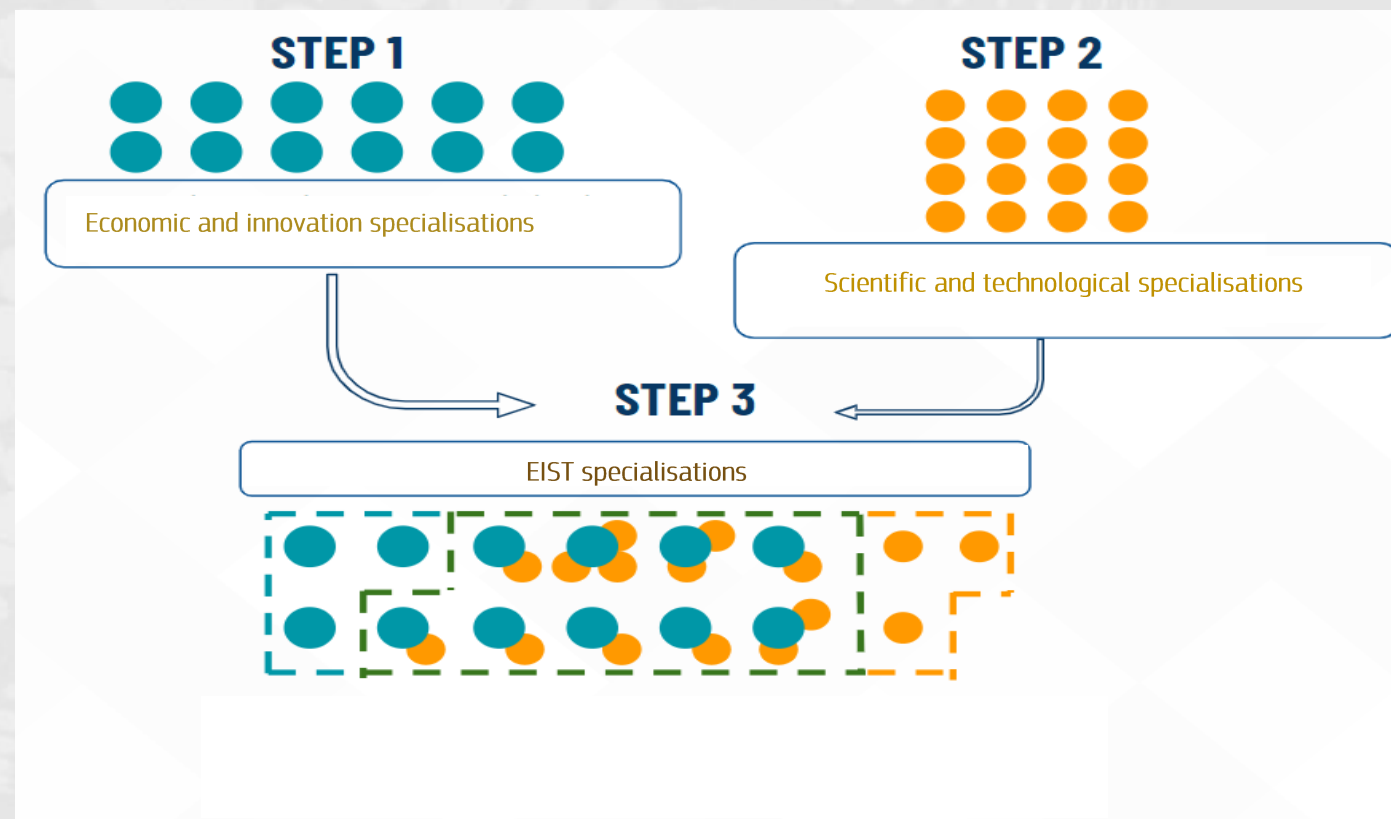 STEP 1
STEP 2
Economic and innovation specialisations
Scientific and technological specialisations
STEP 3
EIST specialisations